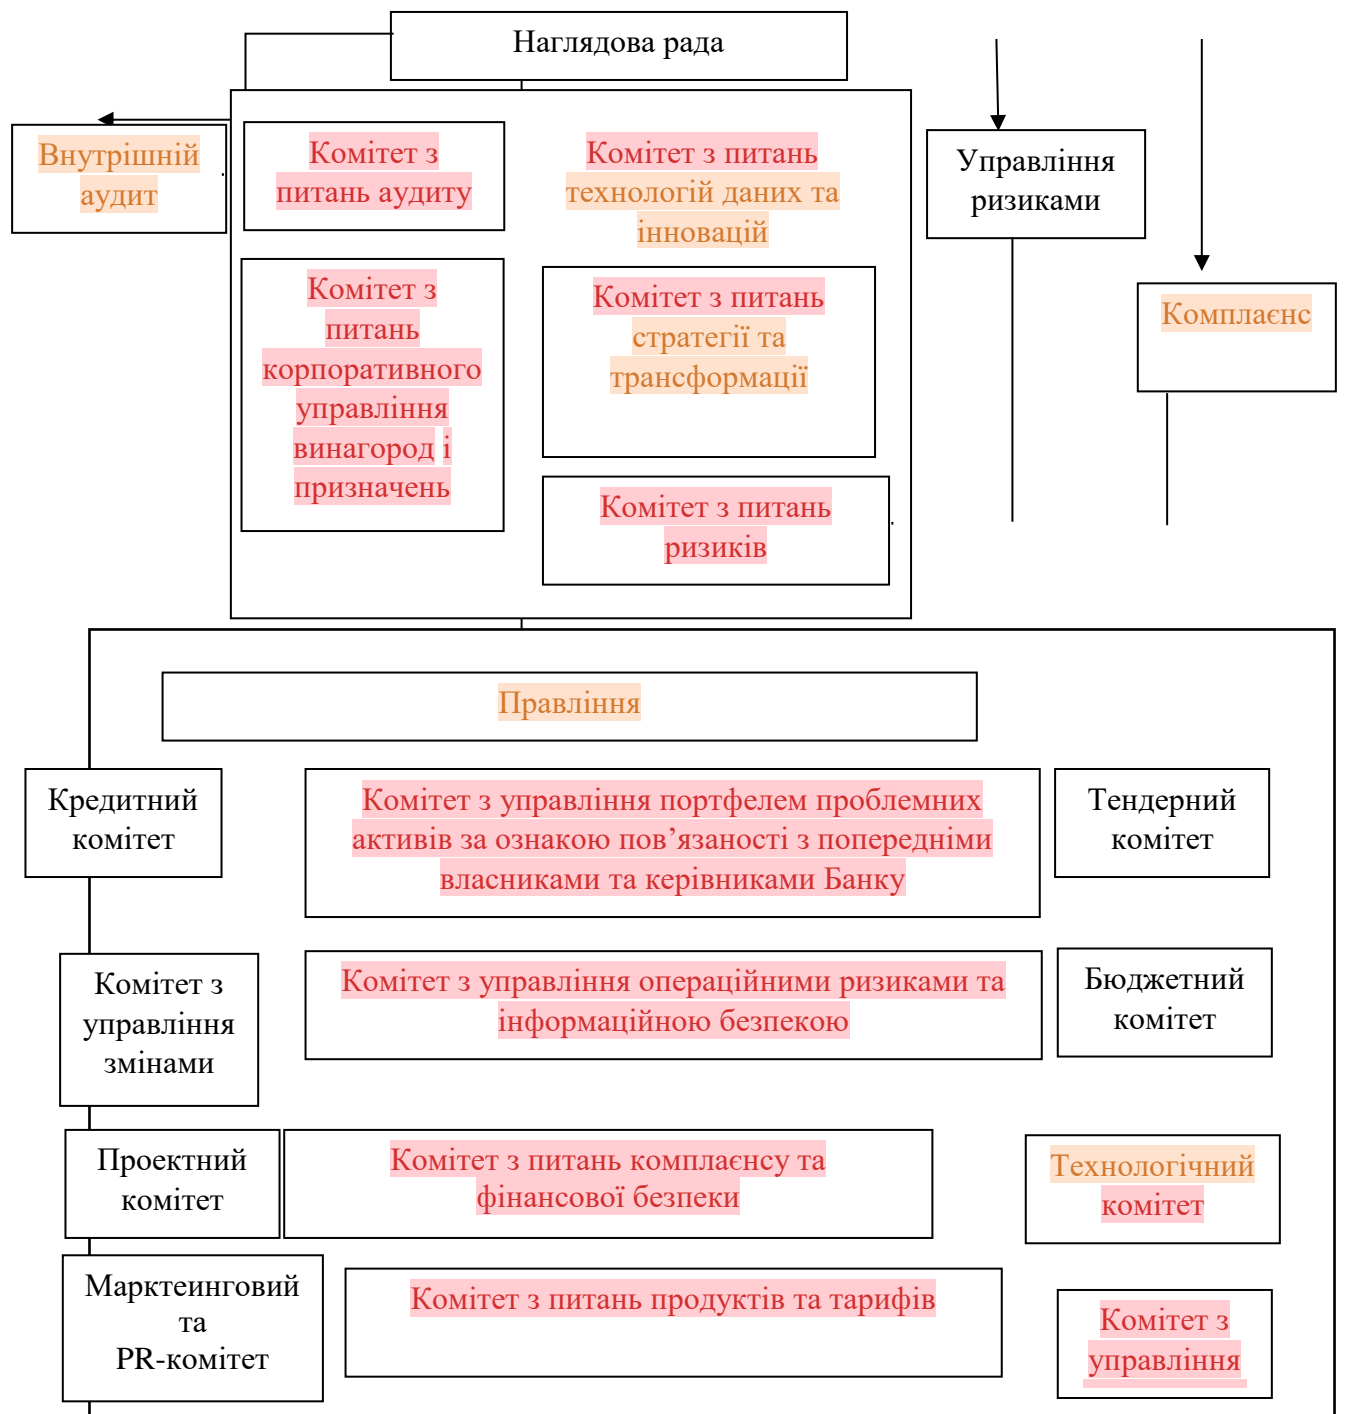 Наглядова рада
Внутрішній
аудит
Комітет з
питань аудиту
Комітет з питань
технологій даних та
інновацій
Управління
ризиками
Комітет з
питань
корпоративного
управління
винагород і
призначень
Комітет з питань
стратегії та
трансформації
Комплаєнс
Комітет з питань
ризиків
Правління
Кредитний
комітет
Комітет з управління портфелем проблемних
активів за ознакою пов’язаності з попередніми
власниками та керівниками Банку
Тендерний
комітет
Комітет з
управління
змінами
Комітет з управління операційними ризиками та
інформаційною безпекою
Бюджетний
комітет
Проектний
комітет
Комітет з питань комплаєнсу та
фінансової безпеки
Технологічний
комітет
Марктеинговий
та
PR-комітет
Комітет з питань продуктів та тарифів
Комітет з
управління